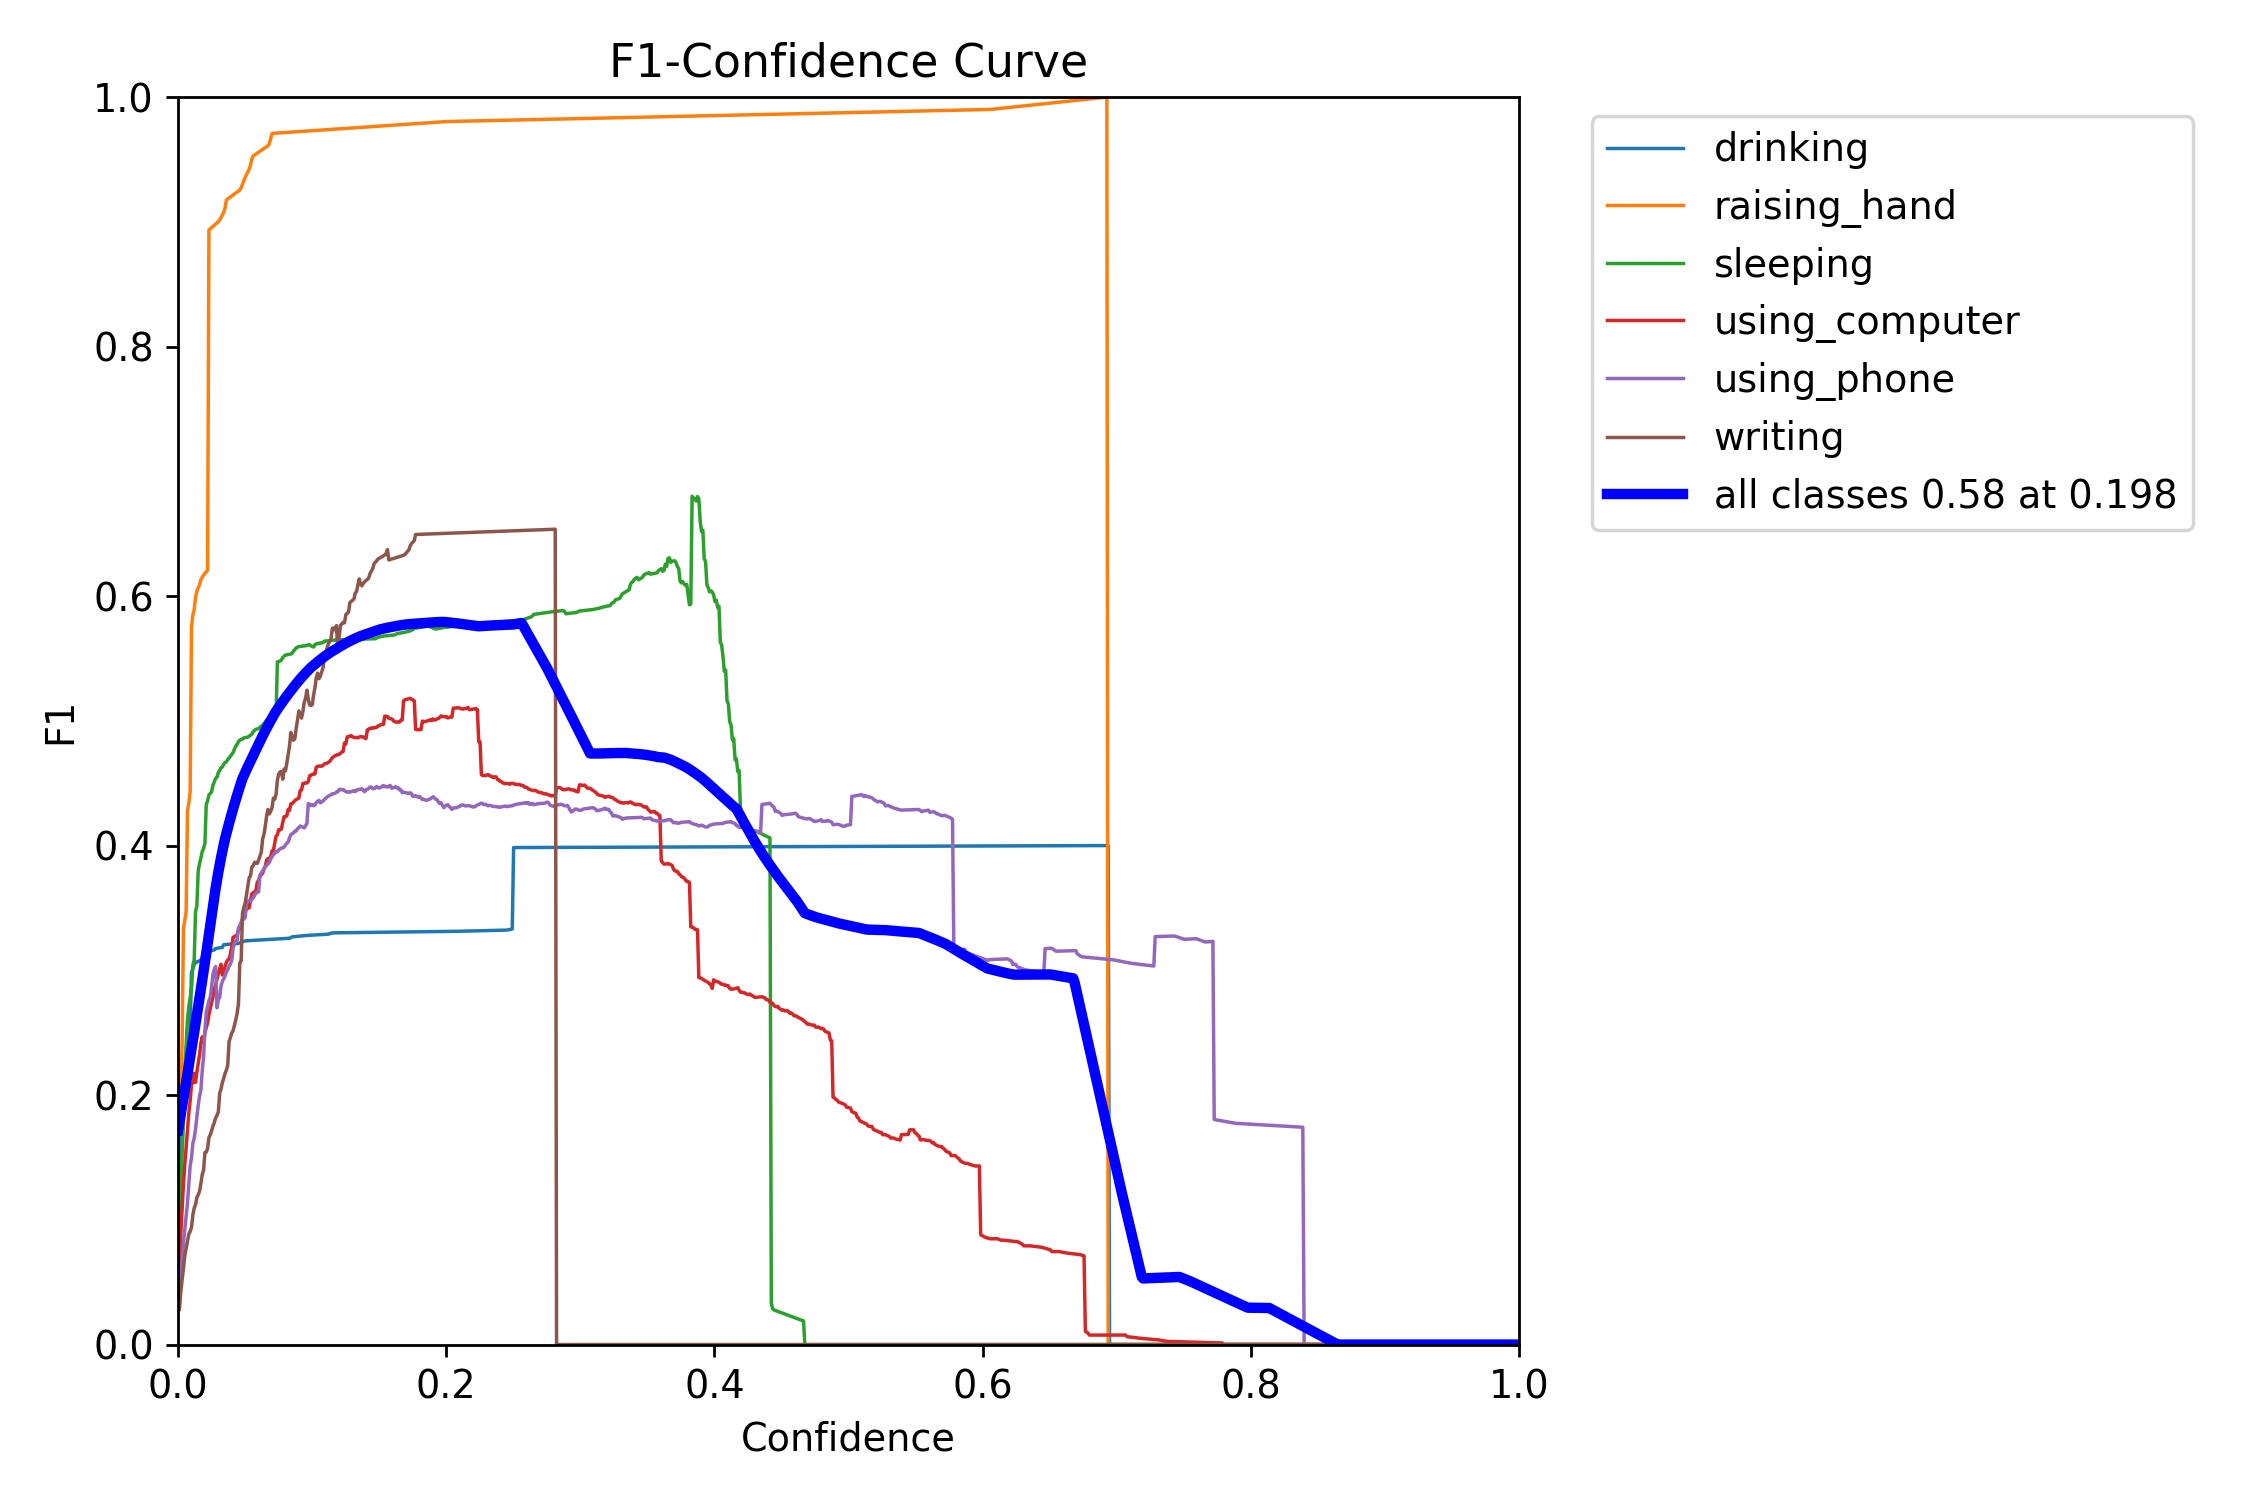 F1-Confidence Curve
1.0
0.8
0.6
0.4
0.2
0.0
F1
0.0 0.2 0.4 0.6 0.8 1.0
Confidence
drinking
raising_hand
sleeping
using_computer
using_phone
writing
all classes 0.58 at 0.198